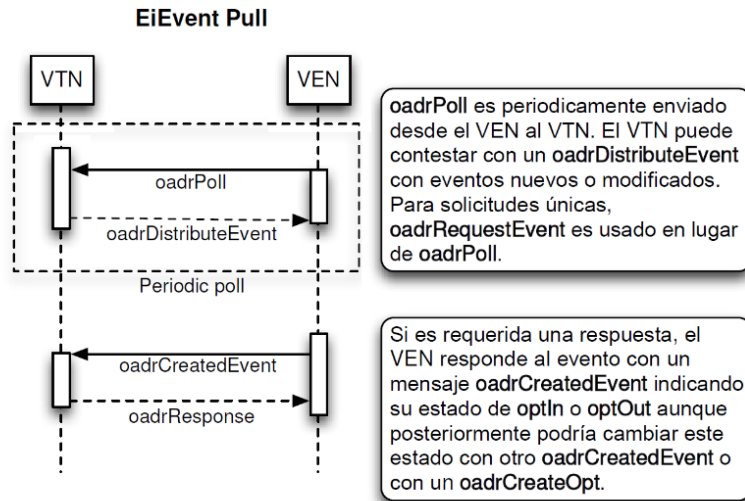 EiEvent Pull
VTN
VEN
oadrPoll
oadrDistributeEvent
Periodic poll
oadrPoll es periodicamente enviado
desde el VEN al VTN. El VTN puede
contestar con un oadrDistributeEvent
con eventos nuevos o modificados.
Para solicitudes únicas,
oadrRequestEvent es usado en lugar
de oadrPoll.
oadrCreatedEvent
oadrResponse
Si es requerida una respuesta, el
VEN responde al evento con un
mensaje oadrCreatedEvent indicando
su estado de optIn o optOut aunque
posteriormente podría cambiar este
estado con otro oadrCreatedEvent o
con un oadrCreateOpt.